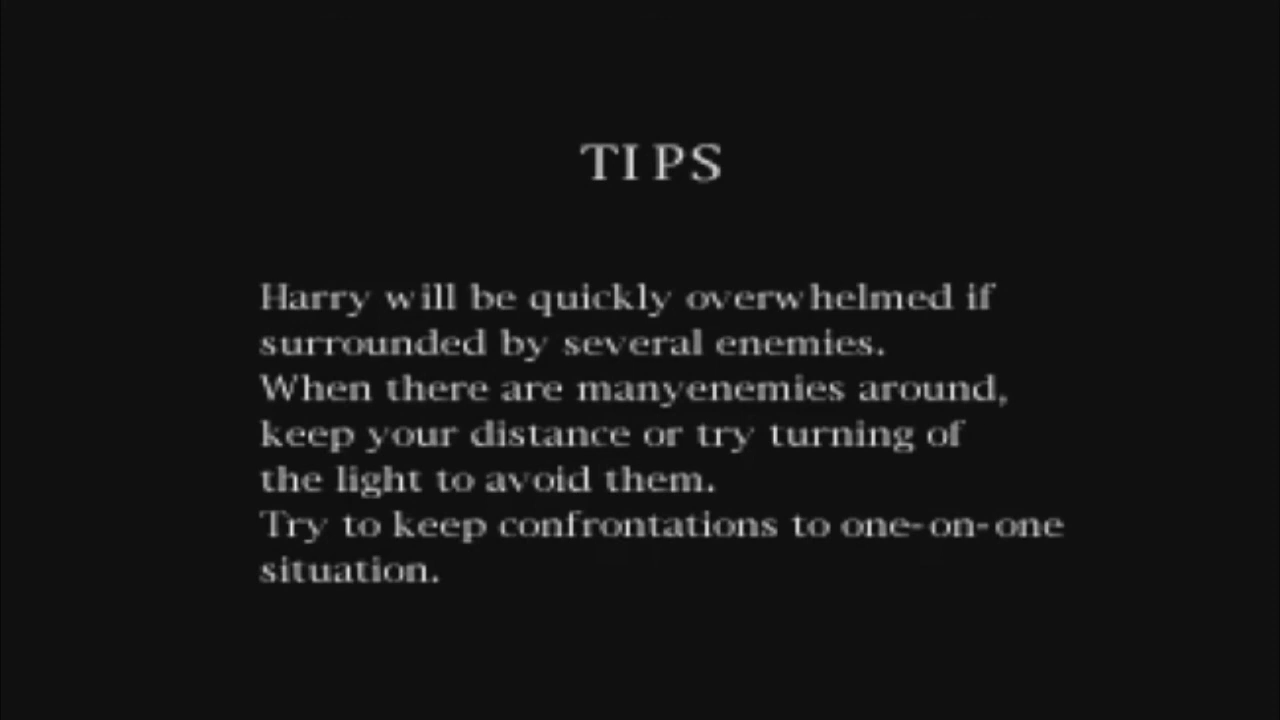 TIPS
Harry will be quickly overwhelmed if
surrounded by several enemies.
When there are manyenemies around,
keep your distance or try turning of
the light to avoid them.
Try to keep confrontations to one-on-one
situation.